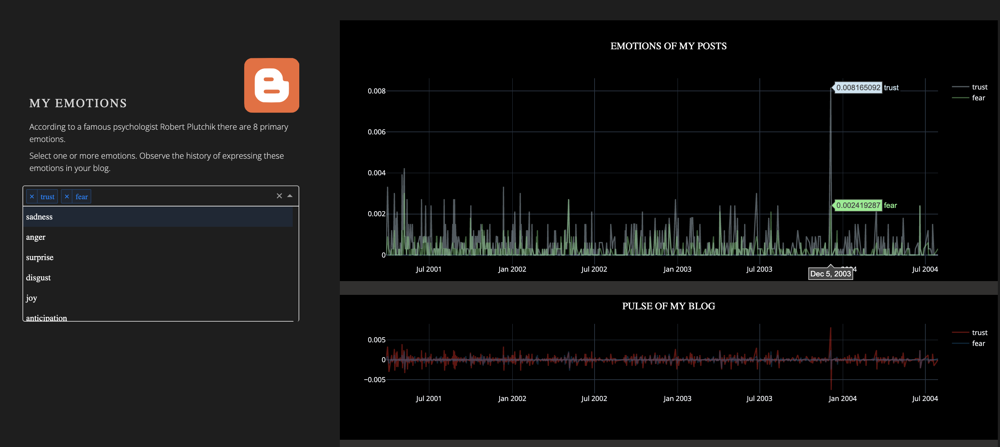 MY EMOTIONS
According to a famous psychologist Robert Plutchik there are 8 primary
emotions.
Select one or more emotions. Observe the history of expressing these
emotions in your blog.
× trust × fear
sadness
anger
surprise
disgust
joy
anticipation
EMOTIONS OF MY POSTS
0.008
0.006
0.004
0.002
0
0.008165092 trust
0.002419287 fear
trust
fear
Jul 2001 Jan 2002 Jul 2002 Jan 2003 Jul 2003 Jul 2004
Dec 5, 2003
PULSE OF MY BLOG
0.005
0
−0.005
trust
fear
Jul 2001 Jan 2002 Jul 2002 Jan 2003 Jul 2003 Jan 2004 Jul 2004